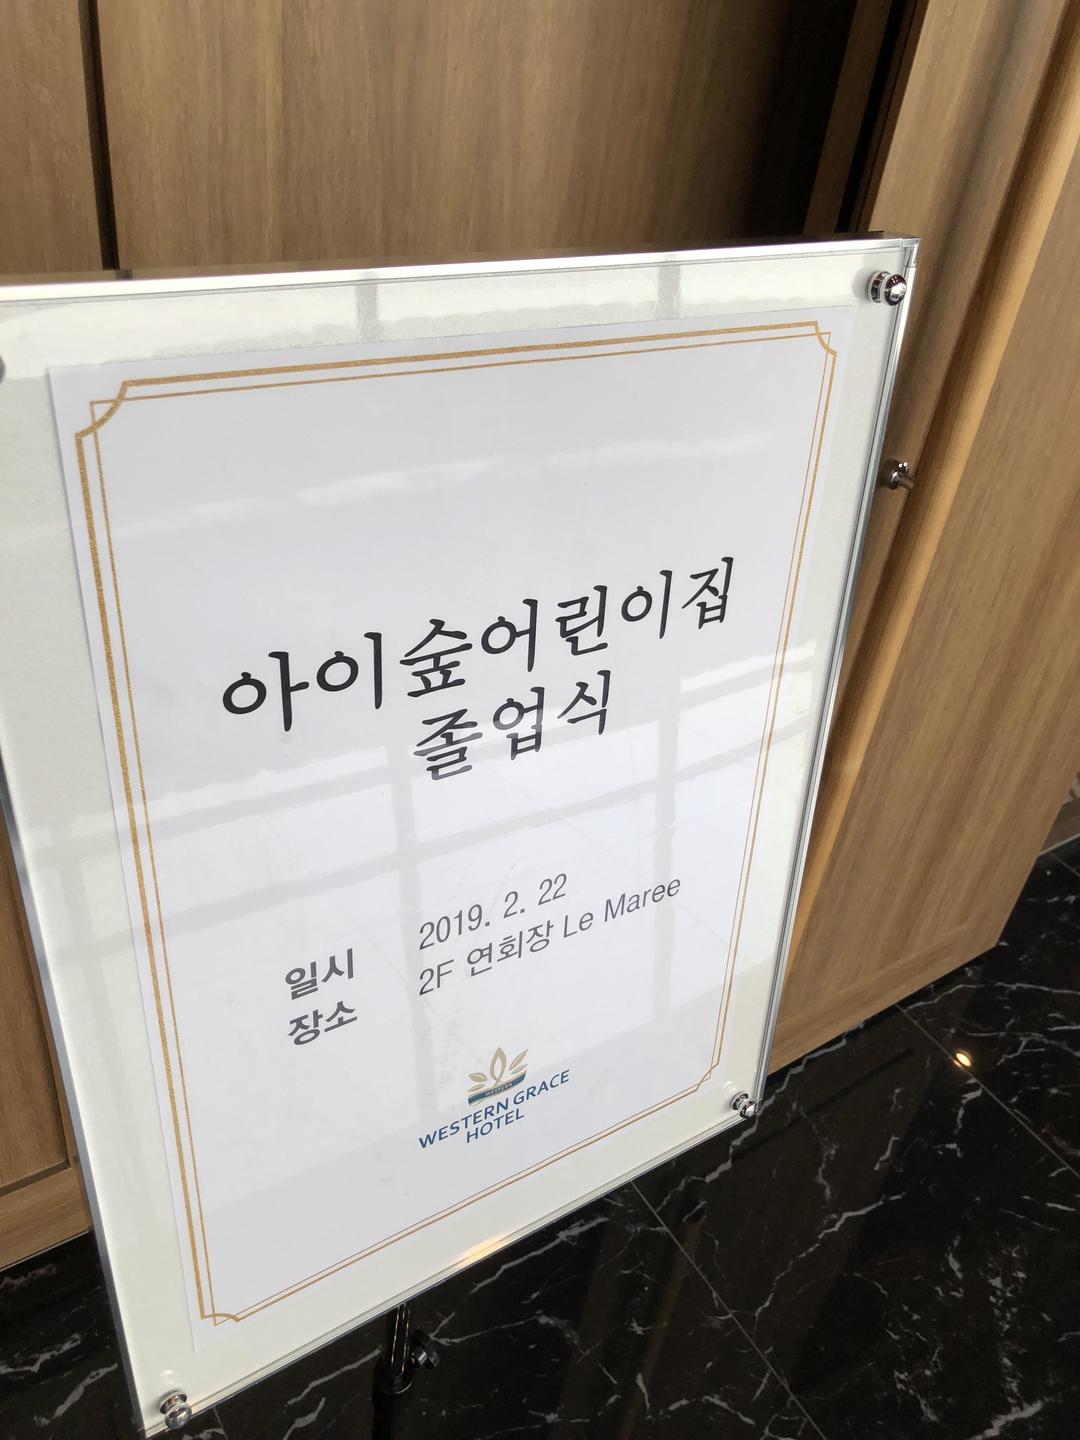 아이숲어린이집
졸업식
일시 2019. 2. 22
장소 2F 연회장 Le Maree
WESTERN
WESTERN GRACE
HOTEL